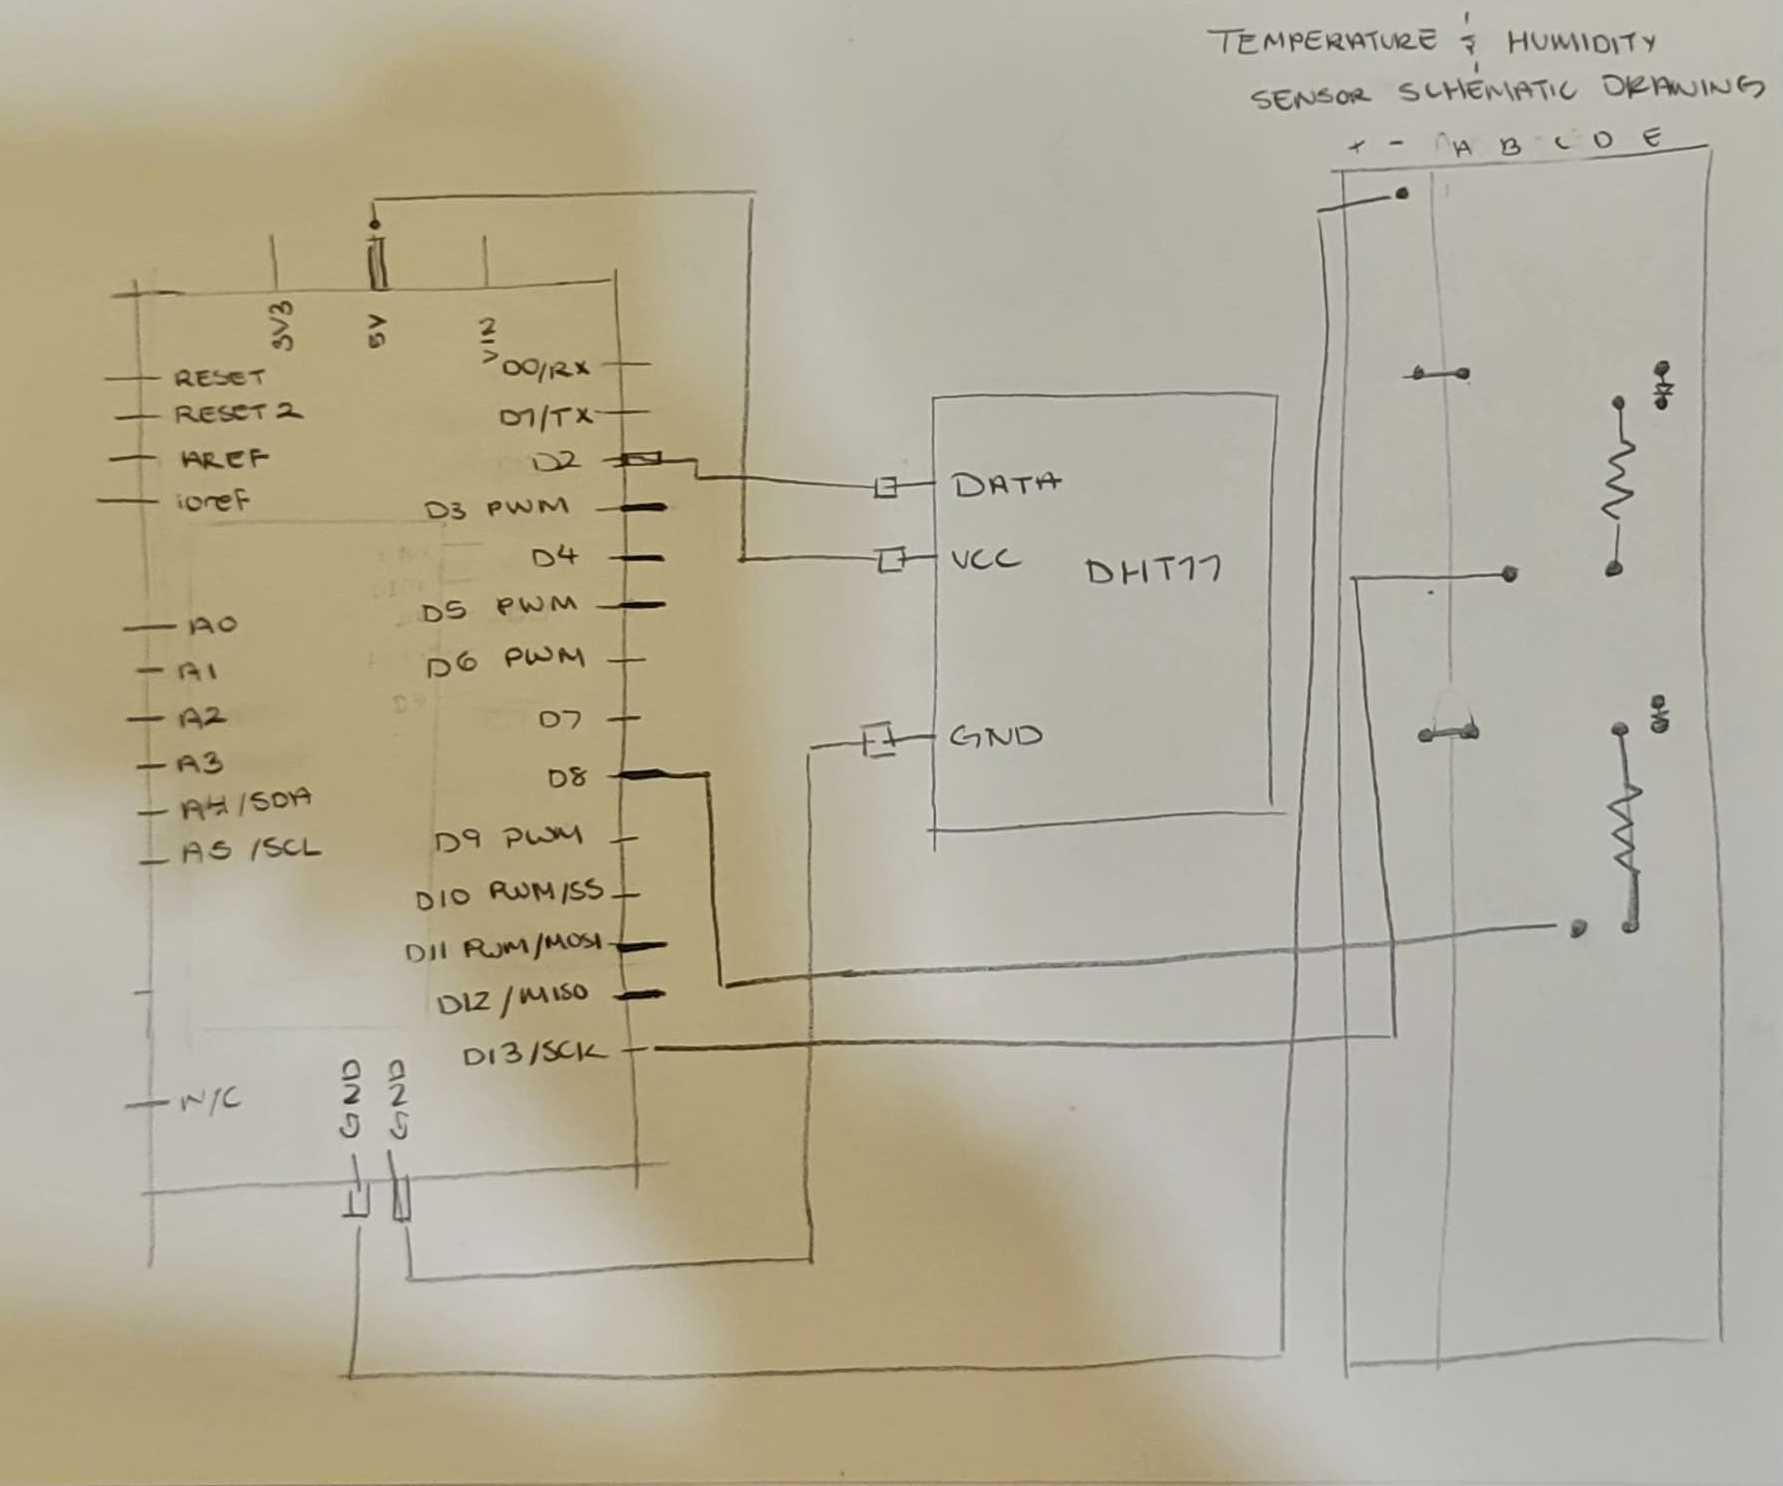 TEMPERATURE & HUMIDITY
SENSOR SCHEMATIC DRAWING
+ - A B C D E
3V3
5V
VIN
RESET
RESET 2
AREF
ioref
A0
A1
A2
A3
A4/SDA
A5/SCL
N/C
D0/RX
D1/TX
D2
D3 PWM
D4
D5 PWM
D6 PWM
D7
D8
D9 PWM
D10 PWM/SS
D11 PWM/MOSI
D12/MISO
D13/SCK
GND
GND
DATA
VCC
DHT11
GND